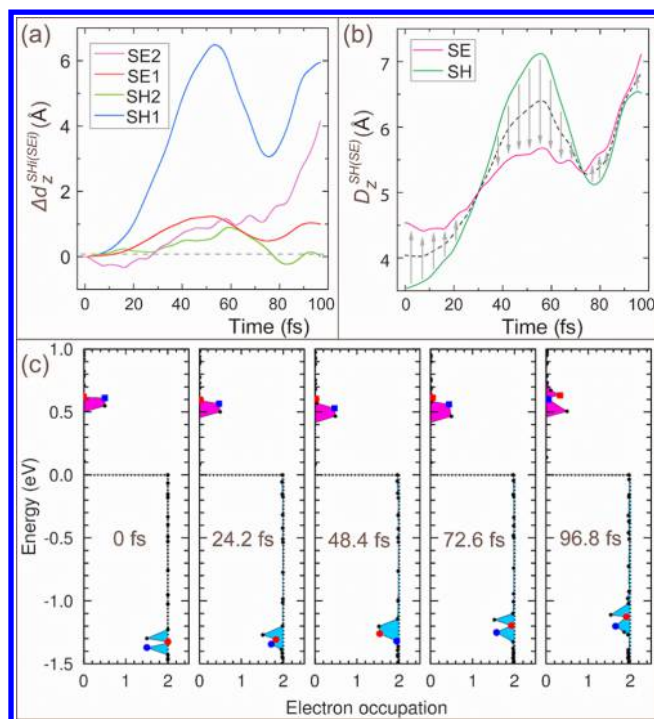 (a)
SE2
SE1
SH2
SH1
Δd_z^SHi(SEi) (Å)
6
4
2
0
0 20 40 60 80 100
Time (fs)
(b)
SE
SH
D_z^SH(SE) (Å)
7
6
5
4
0 20 40 60 80 100
Time (fs)
(c)
Energy (eV)
1.0
0.5
0.0
-0.5
-1.0
-1.5
0 fs
24.2 fs
48.4 fs
72.6 fs
96.8 fs
0 1 2 0 1 2 0 1 2 0 1 2 0 1 2
Electron occupation